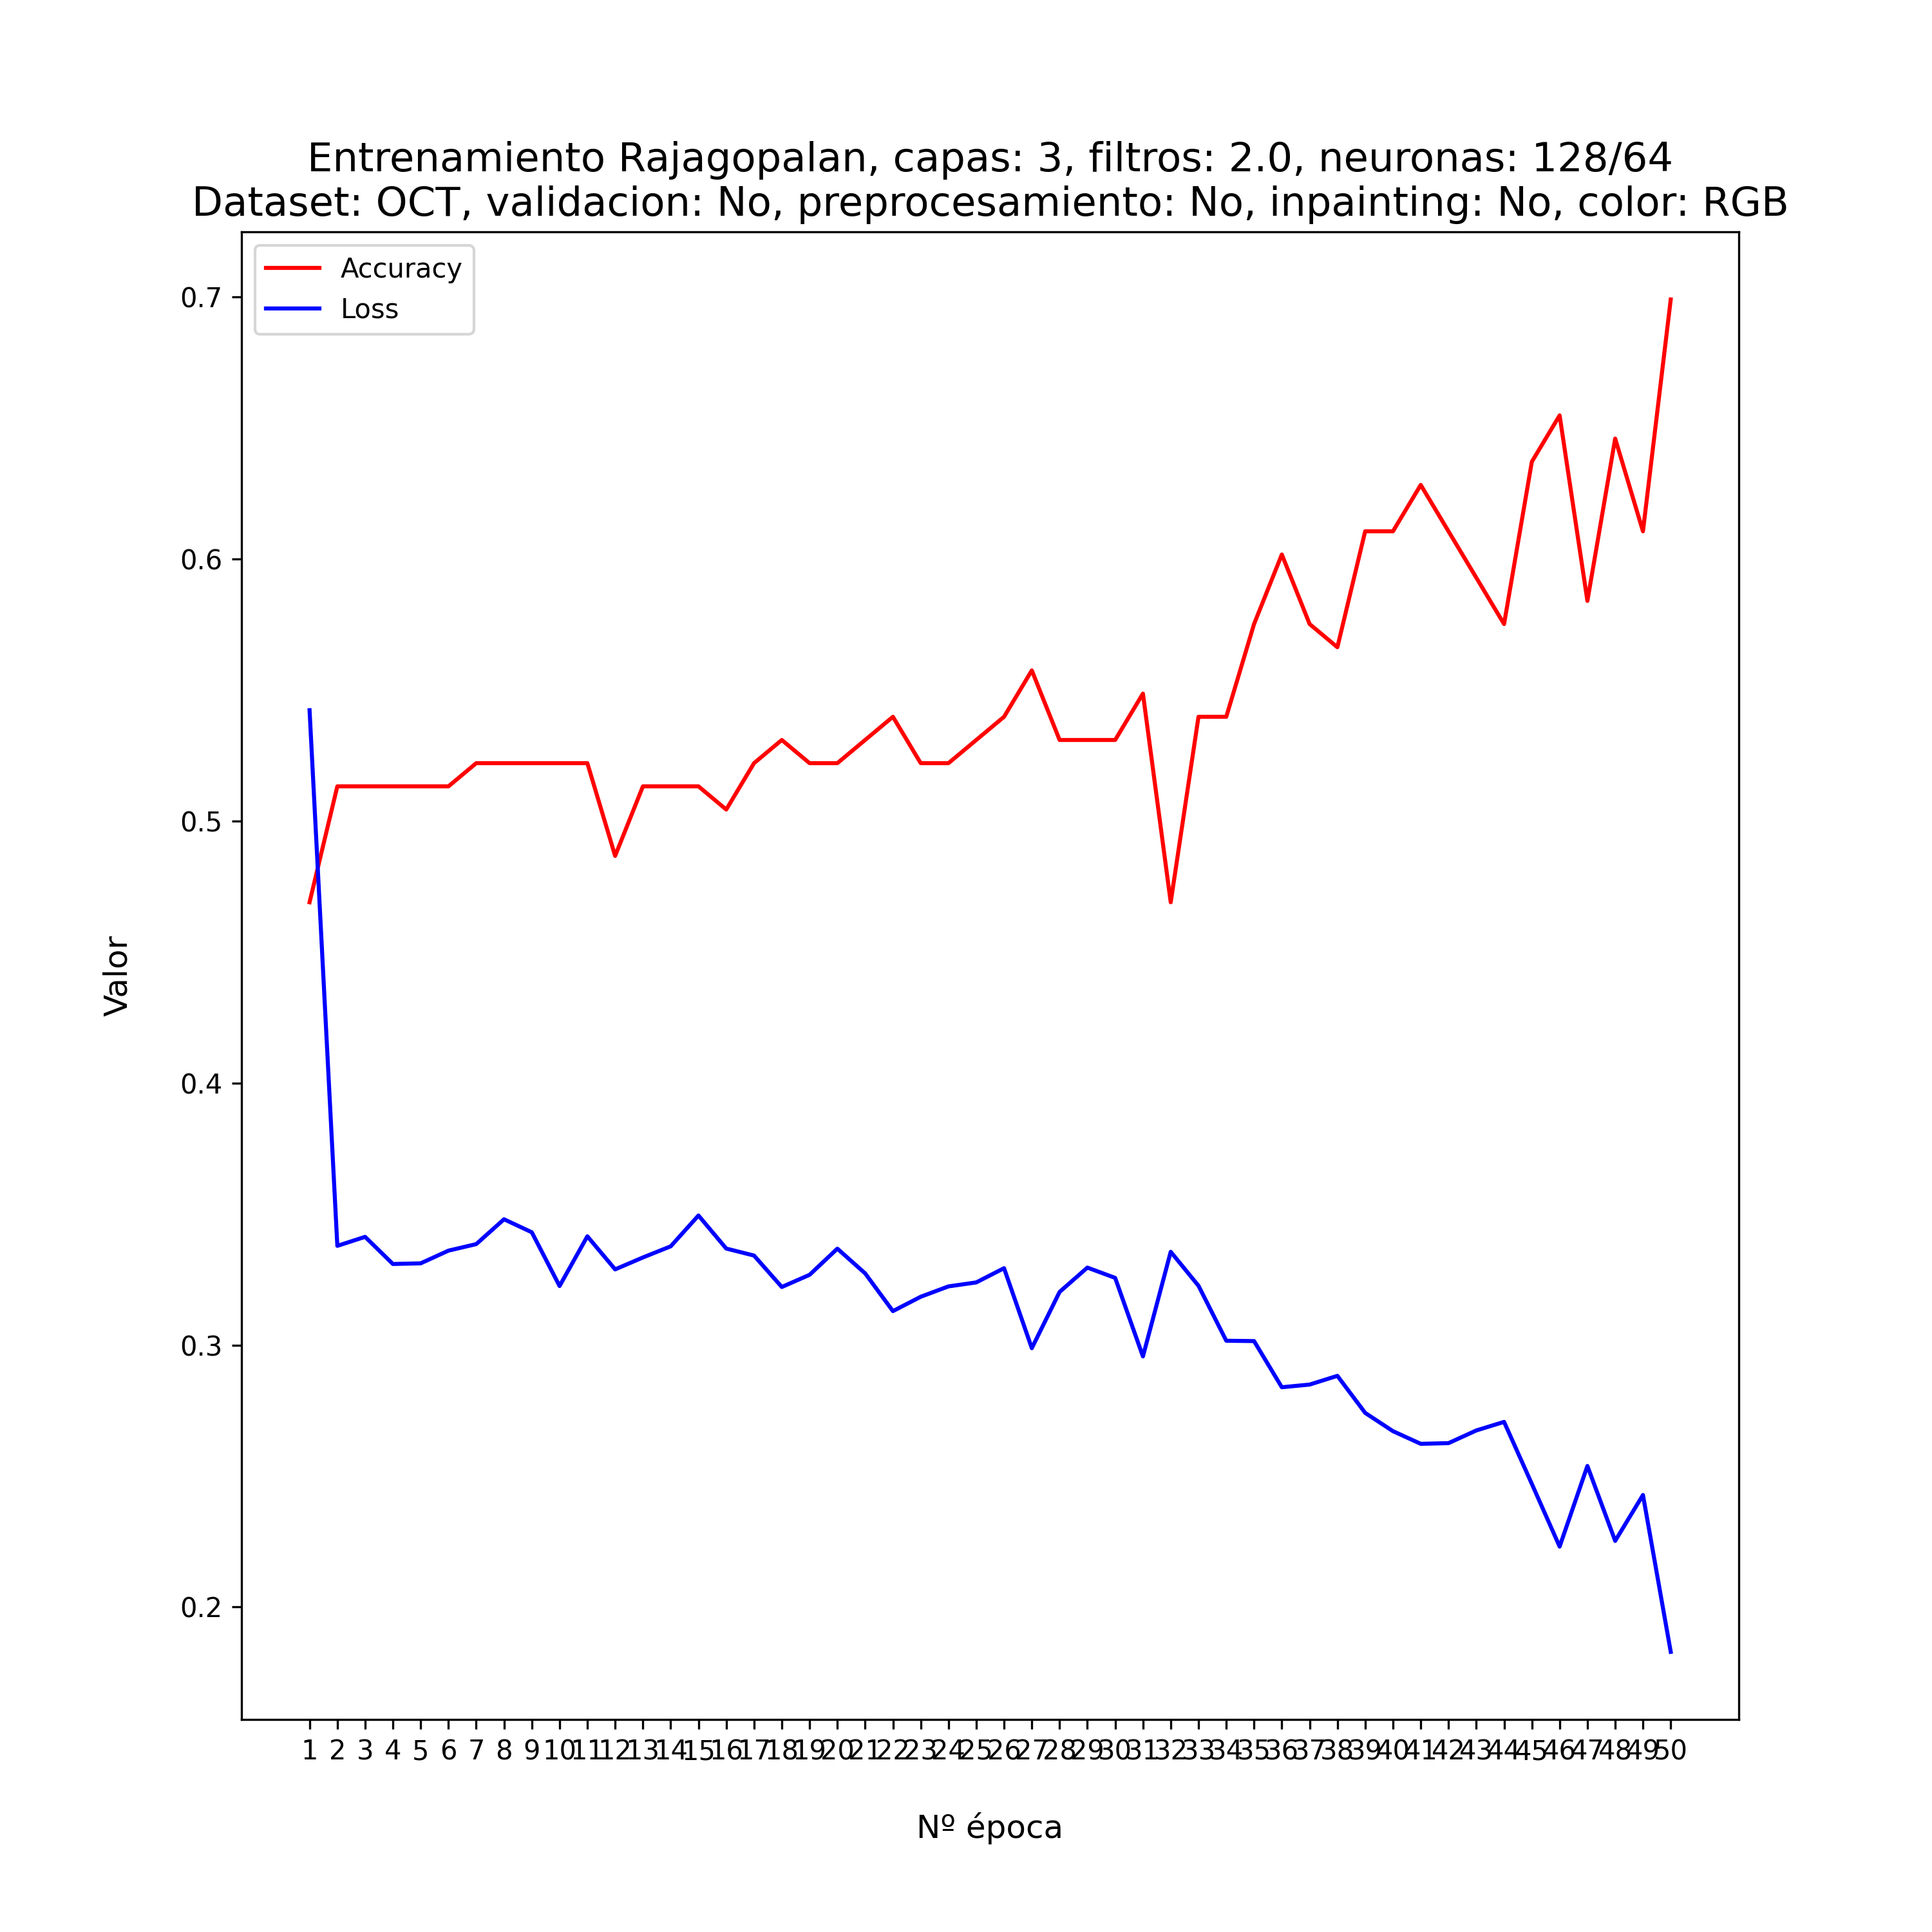 Entrenamiento Rajagopalan, capas: 3, filtros: 2.0, neuronas: 128/64
Dataset: OCT, validacion: No, preprocesamiento: No, inpainting: No, color: RGB
Accuracy
Loss
0.7
0.6
0.5
0.4
0.3
0.2
Valor
1 2 3 4 5 6 7 8 9 10 11 12 13 14 15 16 17 18 19 20 21 22 23 24 25 26 27 28 29 30 31 32 33 34 35 36 37 38 39 40 41 42 43 44 45 46 47 48 49 50
Nº época